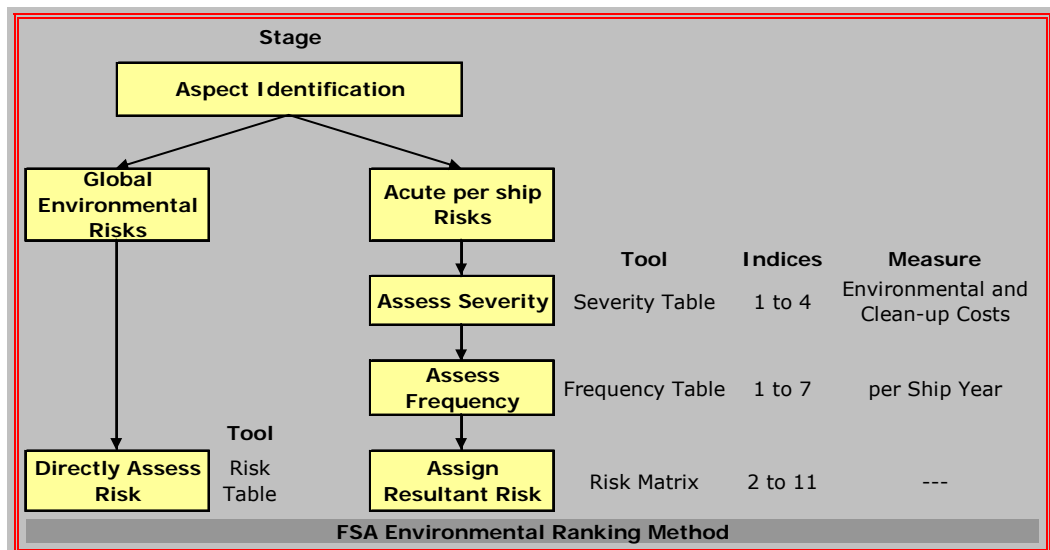 Stage
Aspect Identification
Global
Environmental
Risks
Acute per ship
Risks
Tool
Indices
Measure
Assess Severity
Severity Table
1 to 4
Environmental and
Clean-up Costs
Assess
Frequency
Frequency Table
1 to 7
per Ship Year
Tool
Directly Assess
Risk
Risk
Table
Assign
Resultant Risk
Risk Matrix
2 to 11
---
FSA Environmental Ranking Method